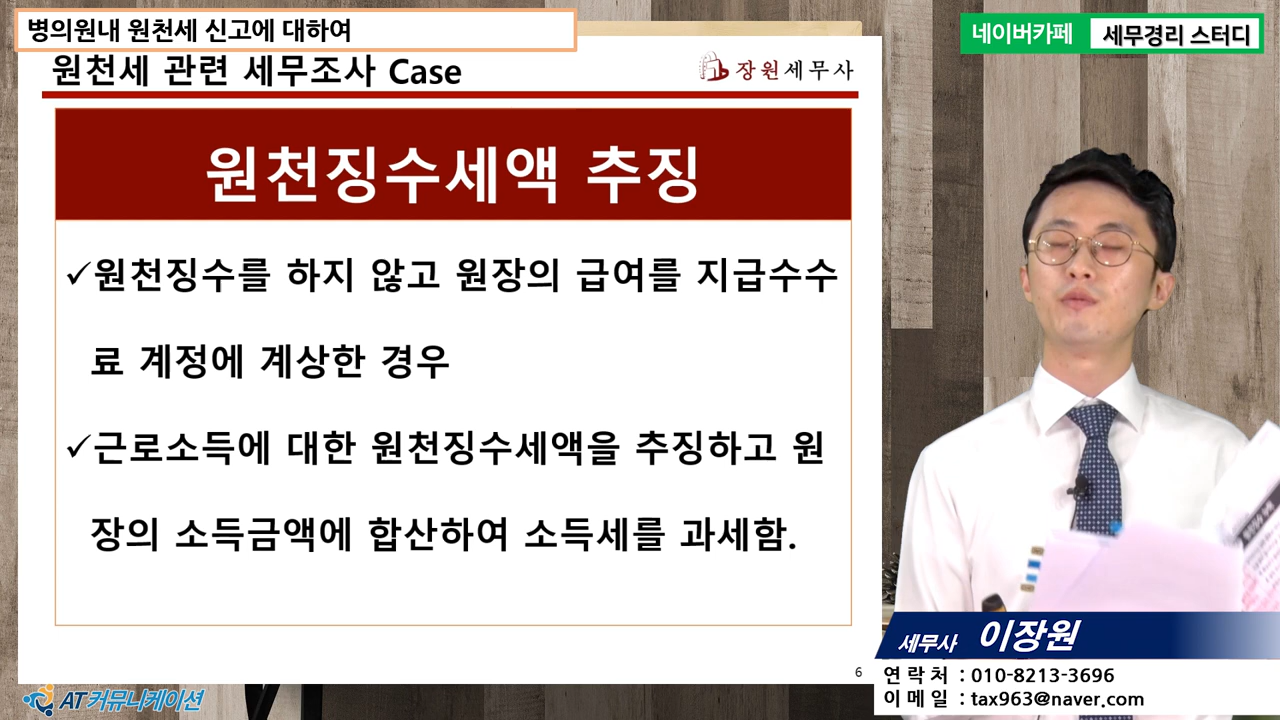 병의원내 원천세 신고에 대하여
네이버카페 세무경리 스터디
원천세 관련 세무조사 Case
장원세무사
원천징수세액 추징
✓원천징수를 하지 않고 원장의 급여를 지급수수
료 계정에 계상한 경우
✓근로소득에 대한 원천징수세액을 추징하고 원
장의 소득금액에 합산하여 소득세를 과세함.
6
세무사 이장원
연락처 : 010-8213-3696
이메일 : tax963@naver.com
AT커뮤니케이션